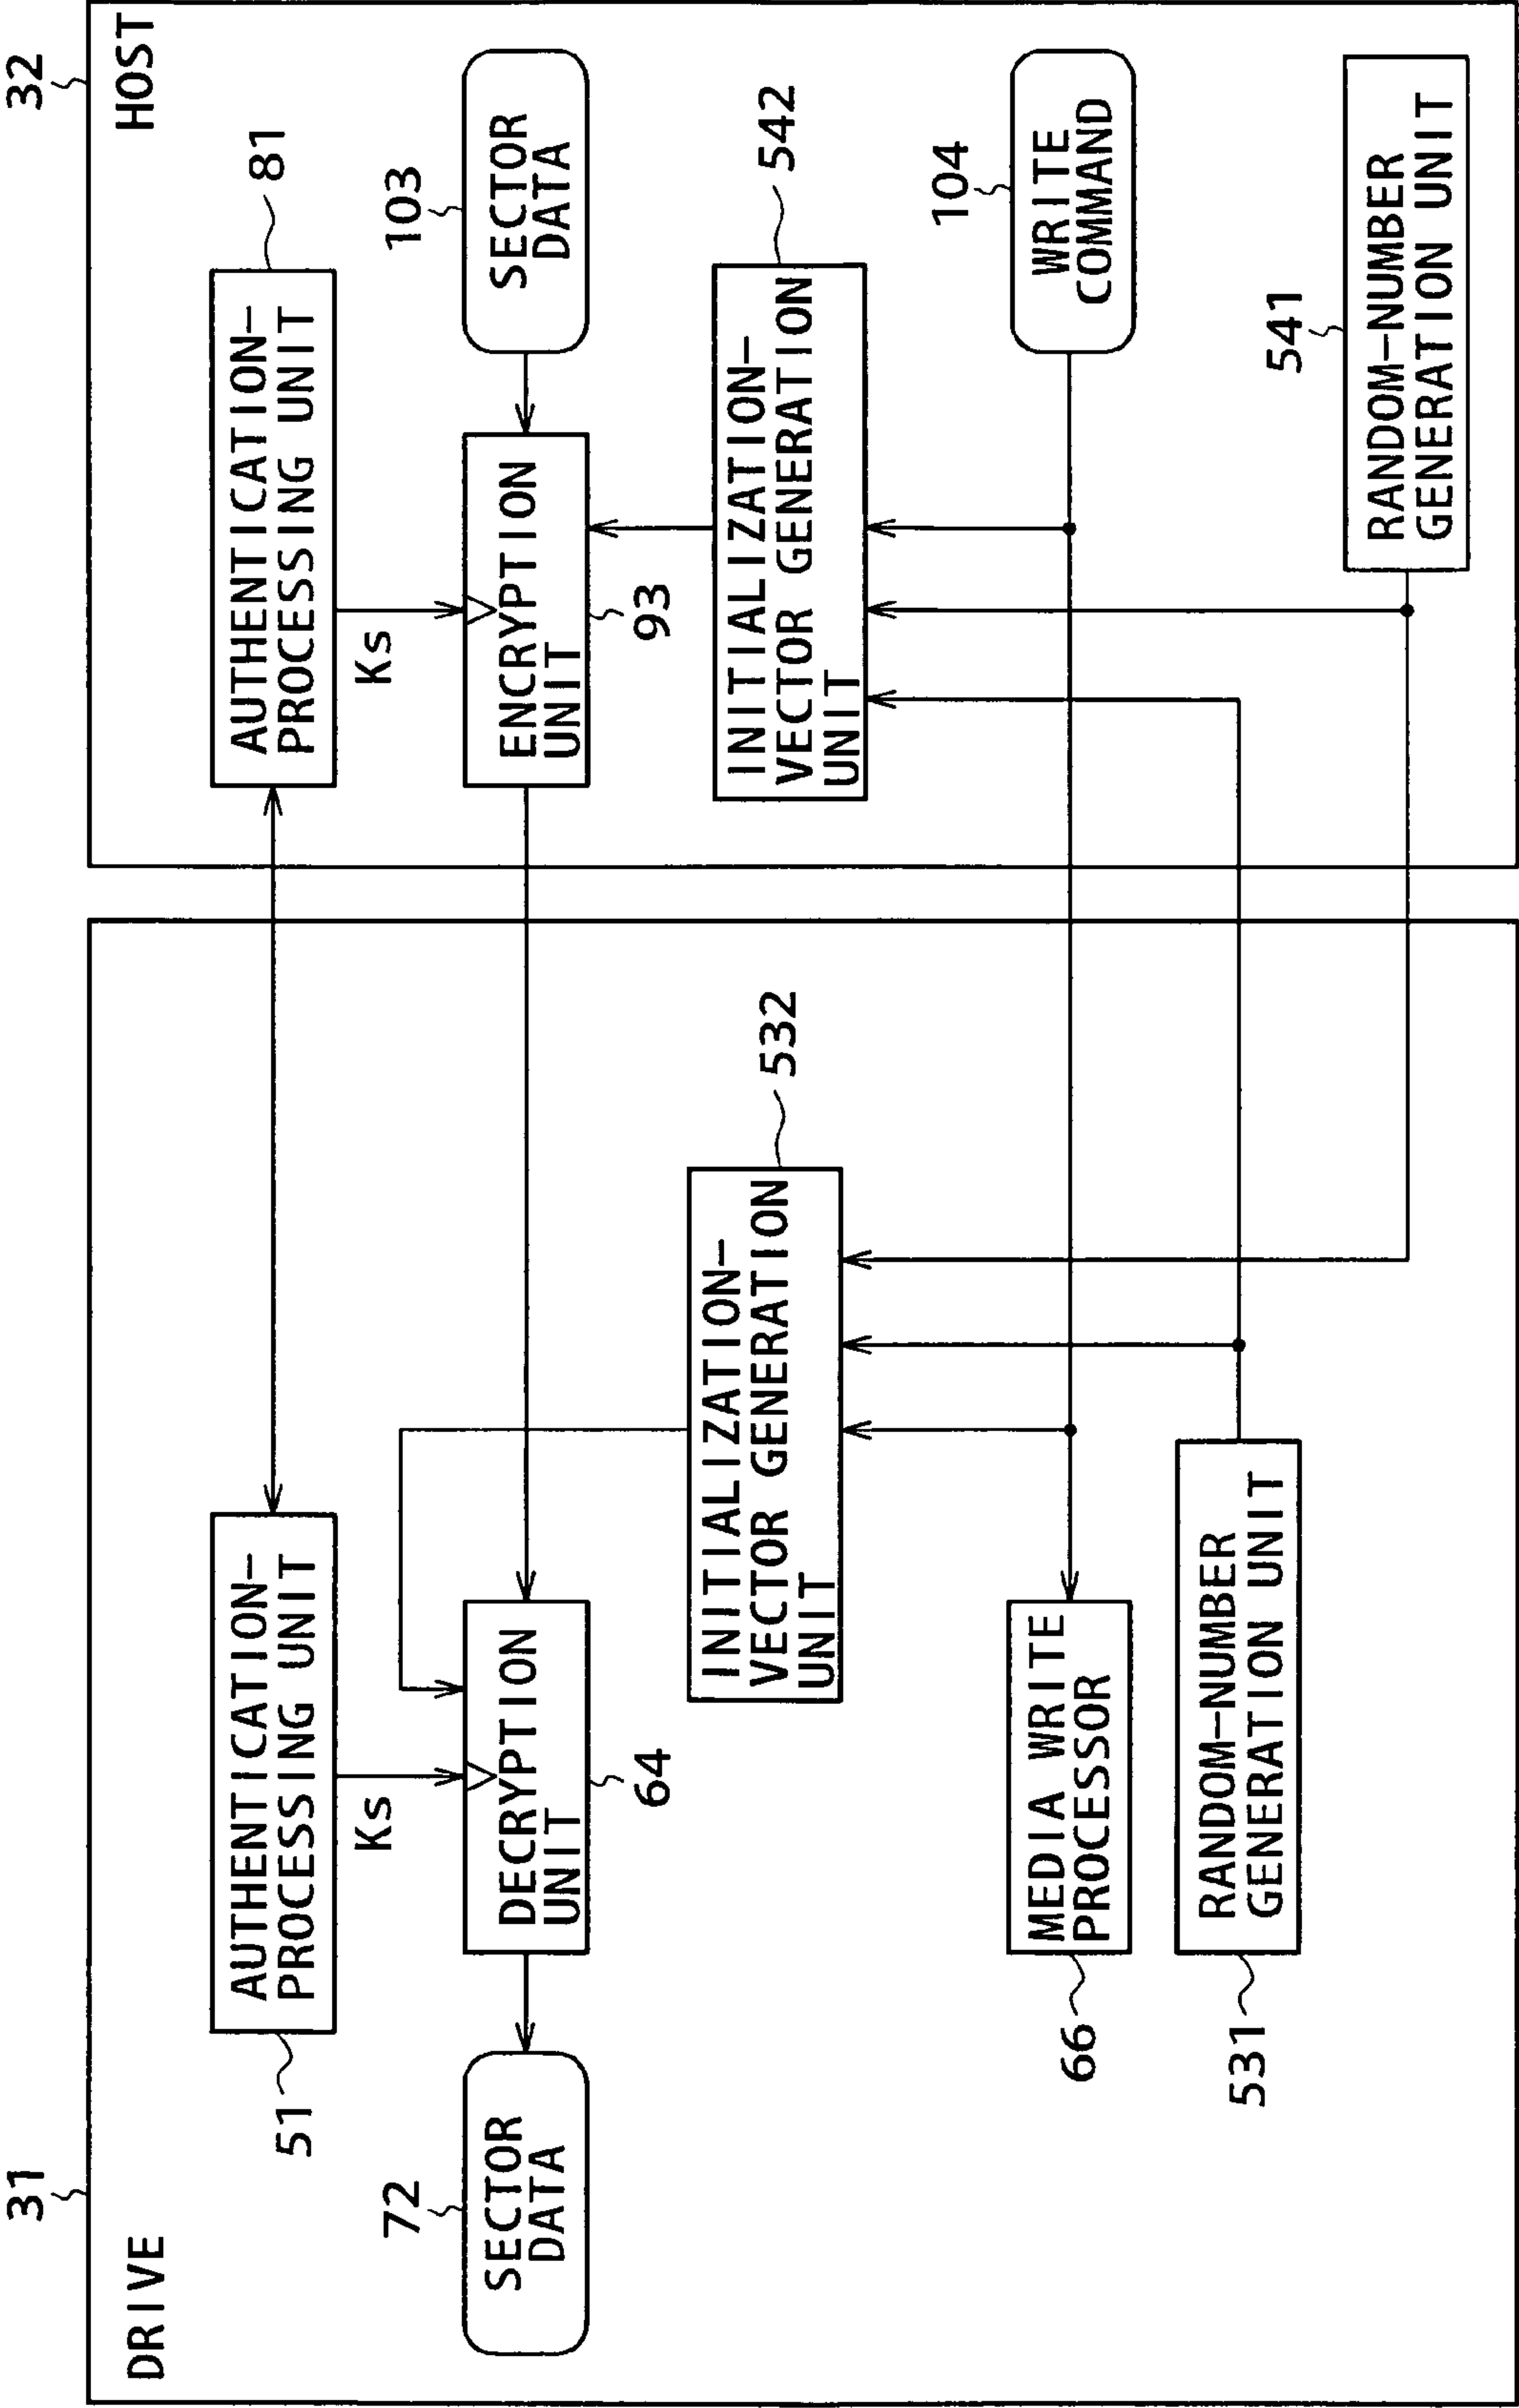 31
32
DRIVE
HOST
51
AUTHENTICATION-
PROCESSING UNIT
AUTHENTICATION-
PROCESSING UNIT
81
Ks
Ks
72
103
SECTOR
DATA
DECRYPTION
UNIT
ENCRYPTION
UNIT
SECTOR
DATA
64
93
INITIALIZATION-
VECTOR GENERATION
UNIT
532
INITIALIZATION-
VECTOR GENERATION
UNIT
542
104
MEDIA WRITE
PROCESSOR
WRITE
COMMAND
66
RANDOM-NUMBER
GENERATION UNIT
531
541
RANDOM-NUMBER
GENERATION UNIT